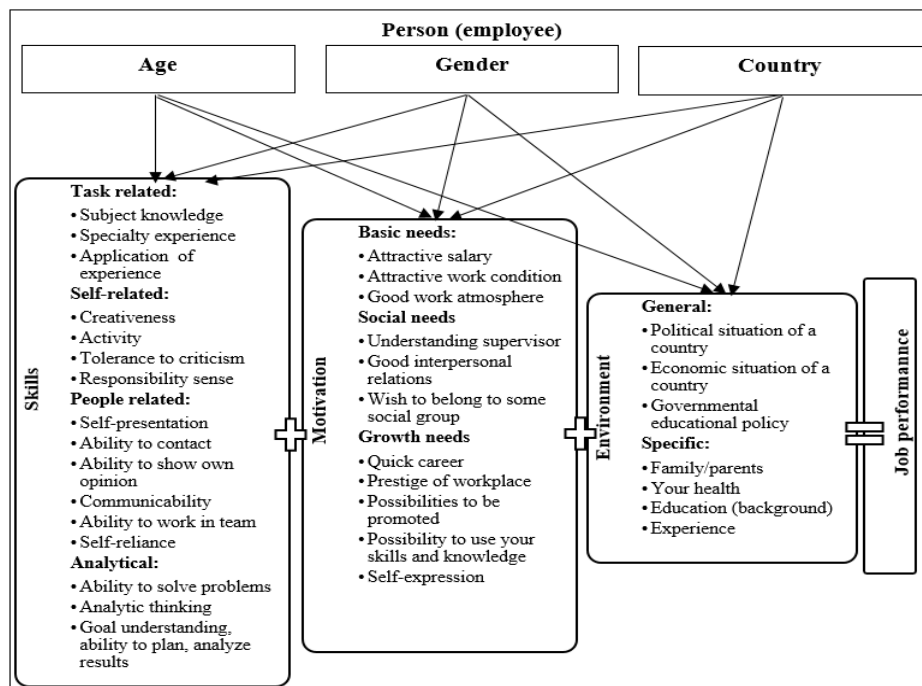 Person (employee)
Age
Gender
Country
Skills
Task related:
• Subject knowledge
• Specialty experience
• Application of
experience
Self-related:
• Creativeness
• Activity
• Tolerance to criticism
• Responsibility sense
People related:
• Self-presentation
• Ability to contact
• Ability to show own
opinion
• Communicability
• Ability to work in team
• Self-reliance
Analytical:
• Ability to solve problems
• Analytic thinking
• Goal understanding,
ability to plan, analyze
results
Motivation
Basic needs:
• Attractive salary
• Attractive work condition
• Good work atmosphere
Social needs
• Understanding supervisor
• Good interpersonal
relations
• Wish to belong to some
social group
Growth needs
• Quick career
• Prestige of workplace
• Possibilities to be
promoted
• Possibility to use your
skills and knowledge
• Self-expression
Environment
General:
• Political situation of a
country
• Economic situation of a
country
• Governmental
educational policy
Specific:
• Family/parents
• Your health
• Education (background)
• Experience
Job performannce